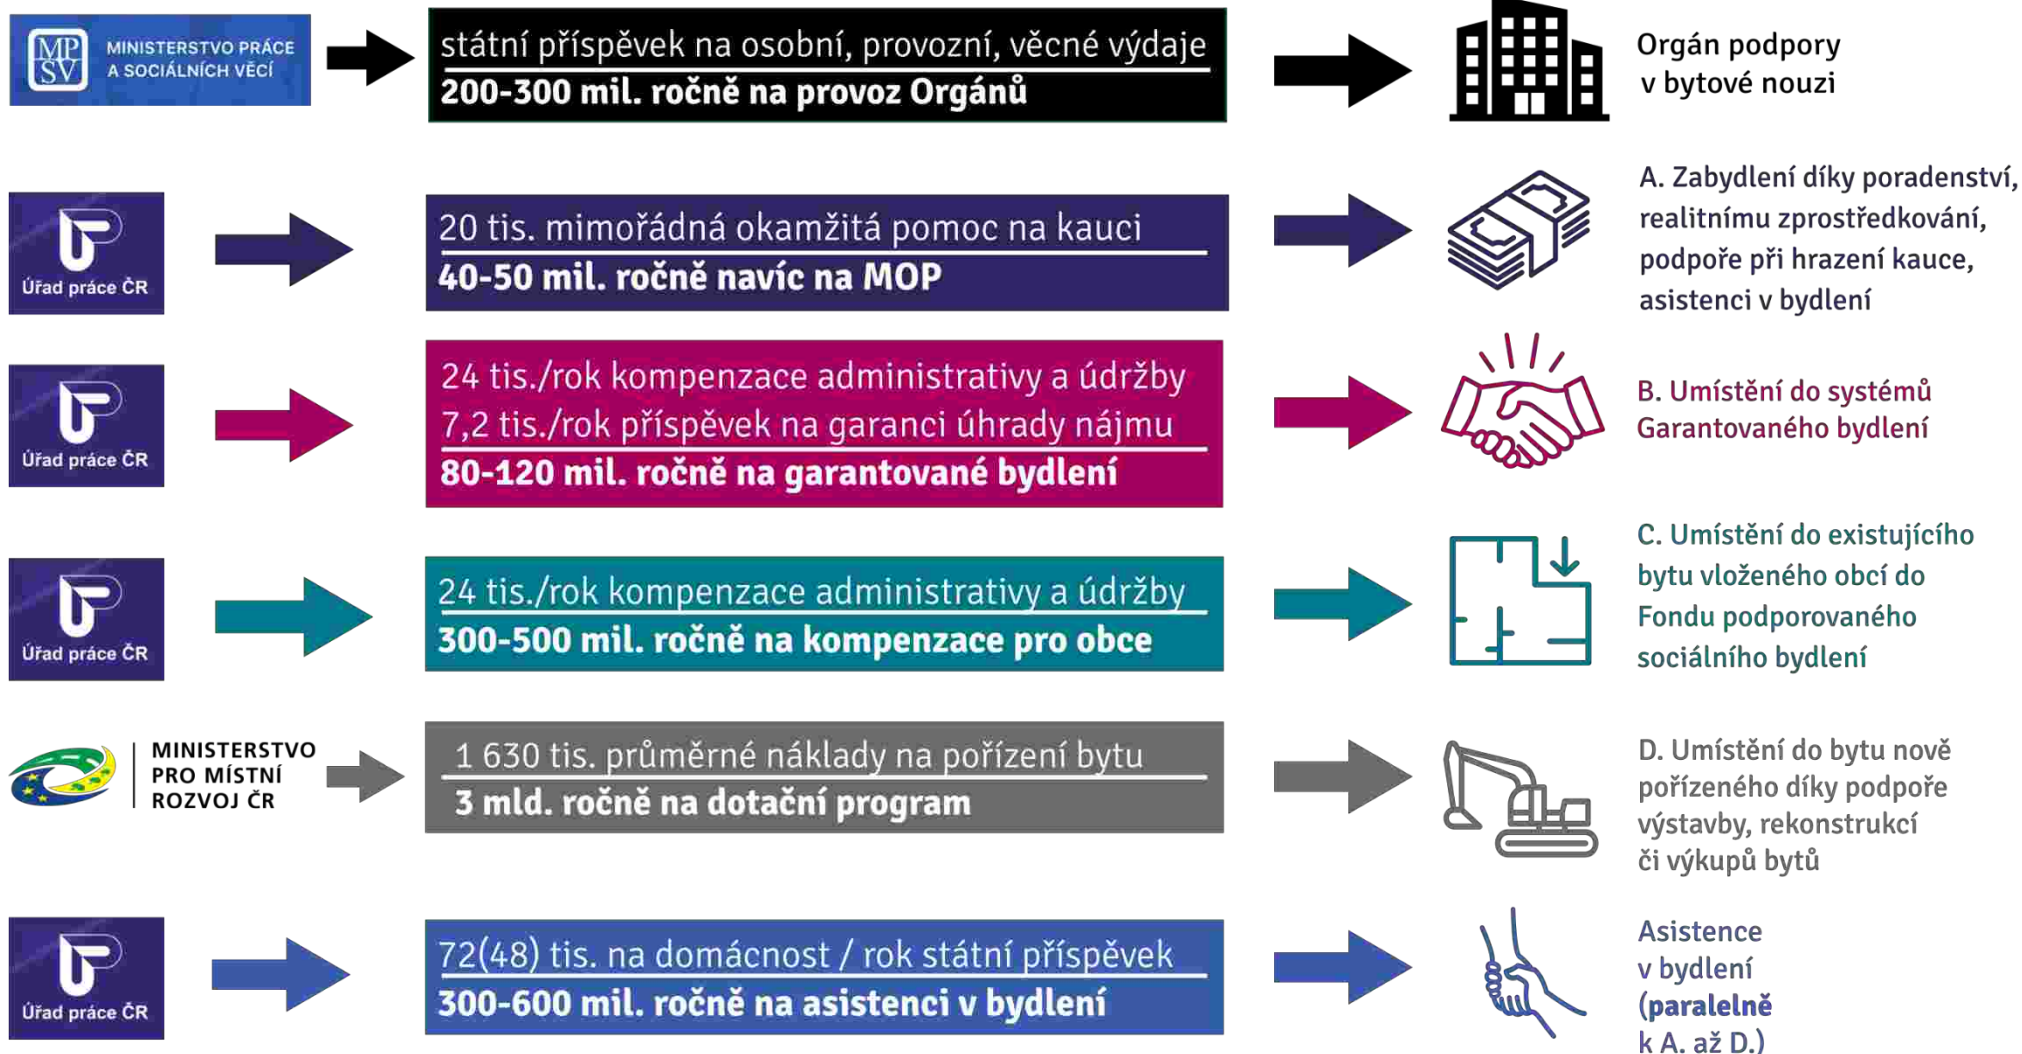 MPSV
MINISTERSTVO PRÁCE
A SOCIÁLNÍCH VĚCÍ
státní příspěvek na osobní, provozní, věcné výdaje
200-300 mil. ročně na provoz Orgánů
Orgán podpory
v bytové nouzi
Úřad práce ČR
20 tis. mimořádná okamžitá pomoc na kauci
40-50 mil. ročně navíc na MOP
A. Zabydlení díky poradenství,
realitnímu zprostředkování,
podpoře při hrazení kauce,
asistenci v bydlení
Úřad práce ČR
24 tis./rok kompenzace administrativy a údržby
7,2 tis./rok příspěvek na garanci úhrady nájmu
80-120 mil. ročně na garantované bydlení
B. Umístění do systémů
Garantovaného bydlení
Úřad práce ČR
24 tis./rok kompenzace administrativy a údržby
300-500 mil. ročně na kompenzace pro obce
C. Umístění do existujícího
bytu vloženého obcí do
Fondu podporovaného
sociálního bydlení
MINISTERSTVO
PRO MÍSTNÍ
ROZVOJ ČR
1 630 tis. průměrné náklady na pořízení bytu
3 mld. ročně na dotační program
D. Umístění do bytu nově
pořízeného díky podpoře
výstavby, rekonstrukcí
či výkupů bytů
Úřad práce ČR
72(48) tis. na domácnost / rok státní příspěvek
300-600 mil. ročně na asistenci v bydlení
Asistence
v bydlení
(paralelně
k A. až D.)